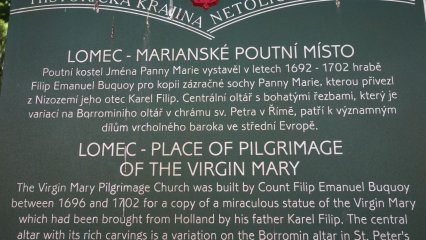 HISTORICKÁ KRAJINA NETOLICK
LOMEC - MARIANSKÉ POUTNÍ MÍSTO
Poutní kostel Jména Panny Marie vystavěl v letech 1692 - 1702 hrabě
Filip Emanuel Buquoy pro kopii zázračné sochy Panny Marie, kterou přivezl
z Nizozemí jeho otec Karel Filip. Centrální oltář s bohatými řezbami, který je
variací na Borrominiho oltář v chrámu sv. Petra v Římě, patří k významným
dílům vrcholného baroka ve střední Evropě.
LOMEC - PLACE OF PILGRIMAGE
OF THE VIRGIN MARY
The Virgin Mary Pilgrimage Church was built by Count Filip Emanuel Buquoy
between 1696 and 1702 for a copy of a miraculous statue of the Virgin Mary
which had been brought from Holland by his father Karel Filip. The central
altar with its rich carvings is a variation on the Borromin altar in St. Peter's